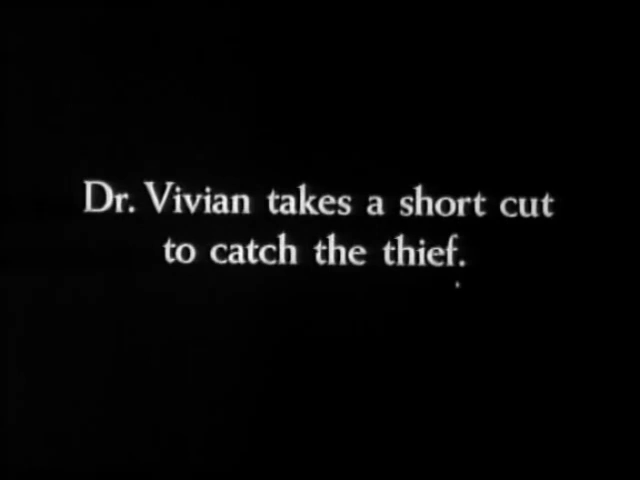 Dr. Vivian takes a short cut
to catch the thief.